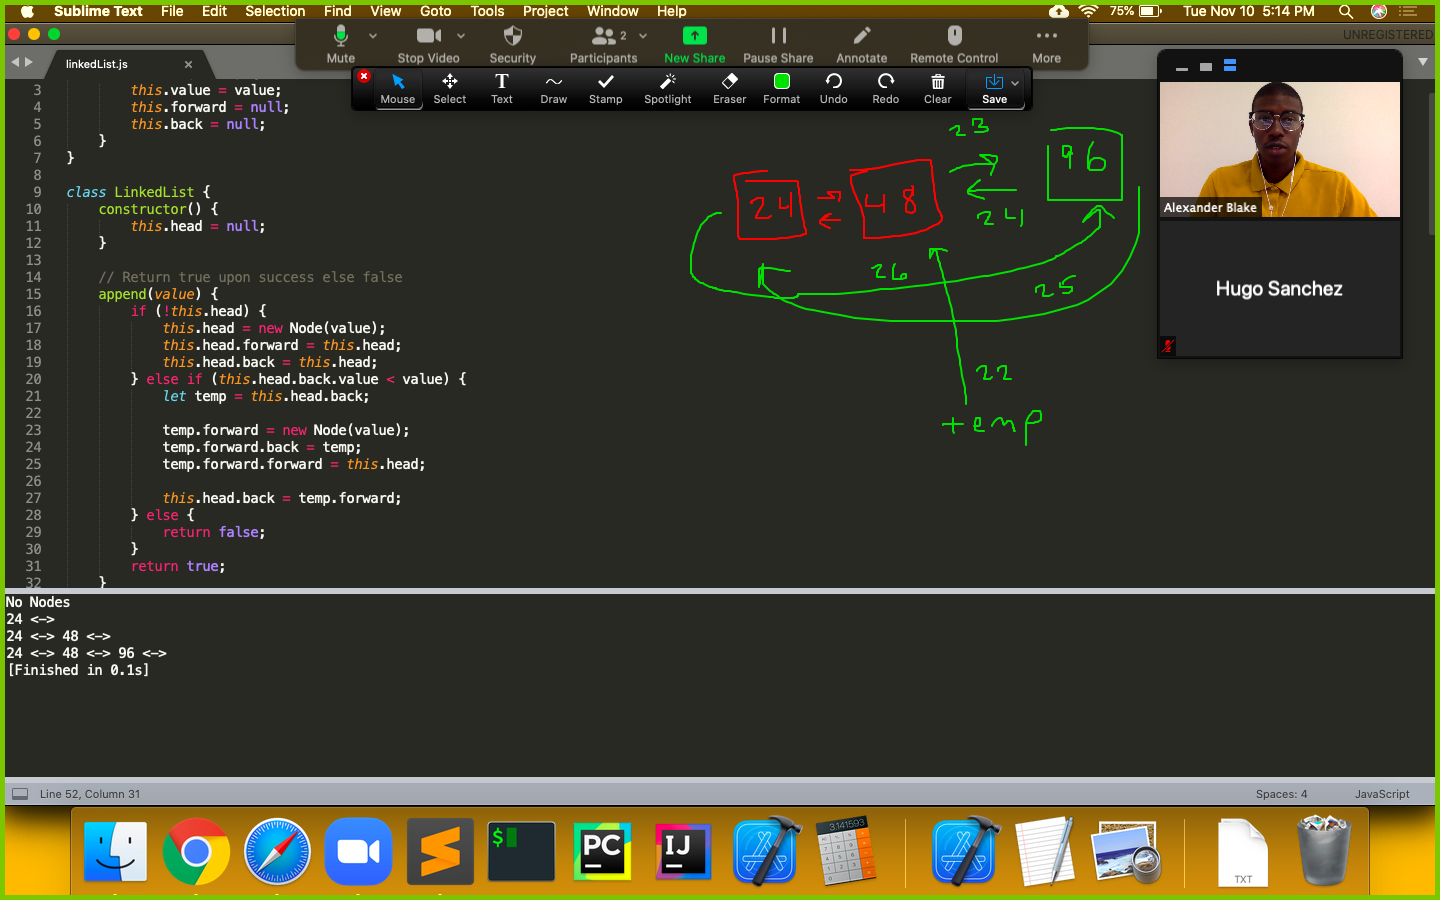 Sublime Text File Edit Selection Find View Goto Tools Project Window Help 75% Tue Nov 10 5:14 PM
UNREGISTERED
2
Mute Stop Video Security Participants New Share Pause Share Annotate Remote Control More
linkedList.js
Mouse Select Text Draw Stamp Spotlight Eraser Format Undo Redo Clear Save
3 this.value = value;
4 this.forward = null;
5 this.back = null;
6 }
7 }
8
9 class LinkedList {
10 constructor() {
11 this.head = null;
12 }
13
14 // Return true upon success else false
15 append(value) {
16 if (!this.head) {
17 this.head = new Node(value);
18 this.head.forward = this.head;
19 this.head.back = this.head;
20 } else if (this.head.back.value < value) {
21 let temp = this.head.back;
22
23 temp.forward = new Node(value);
24 temp.forward.back = temp;
25 temp.forward.forward = this.head;
26
27 this.head.back = temp.forward;
28 } else {
29 return false;
30 }
31 return true;
32 }
23
96
24 48
24
26
25
22
temp
Alexander Blake
Hugo Sanchez
No Nodes
24 <->
24 <-> 48 <->
24 <-> 48 <-> 96 <->
[Finished in 0.1s]
Line 52, Column 31 Spaces: 4 JavaScript
$
PC
IJ
3.141593
TXT